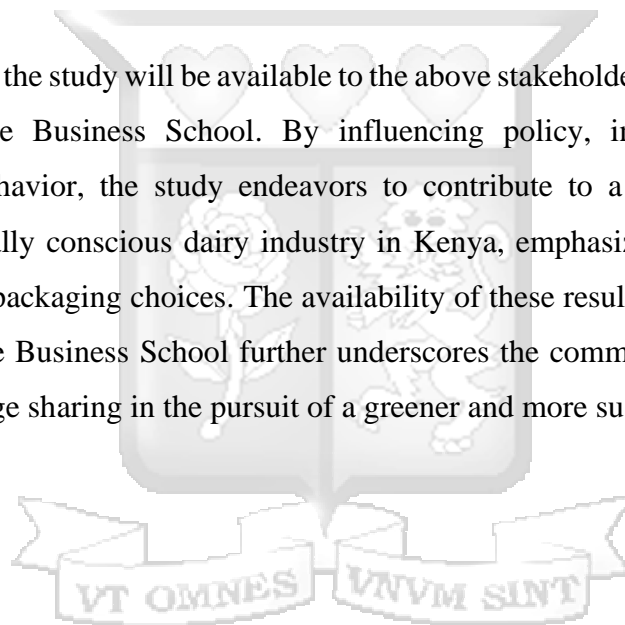 the study will be available to the above stakeholde
e Business School. By influencing policy, in
havior, the study endeavors to contribute to a
ally conscious dairy industry in Kenya, emphasiz
packaging choices. The availability of these resul
e Business School further underscores the comm
ge sharing in the pursuit of a greener and more su
VT OMNES VNVM SINT